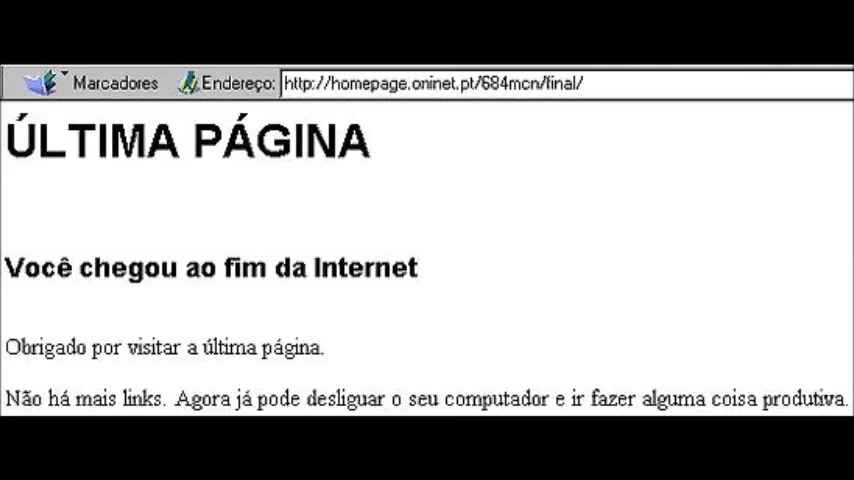 Marcadores Endereço: http://homepage.oninet.pt/684mcn/final/
ÚLTIMA PÁGINA
Você chegou ao fim da Internet
Obrigado por visitar a última página.
Não há mais links. Agora já pode desliguar o seu computador e ir fazer alguma coisa produtiva.